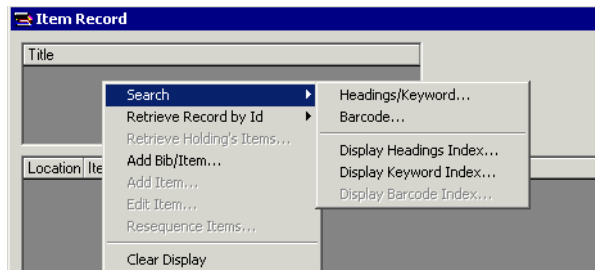 Item Record
Title
Search
Retrieve Record by Id
Retrieve Holding's Items...
Add Bib/Item...
Add Item...
Edit Item...
Resequence Items...
Clear Display
Headings/Keyword...
Barcode...
Display Headings Index...
Display Keyword Index...
Display Barcode Index...
Location Ite